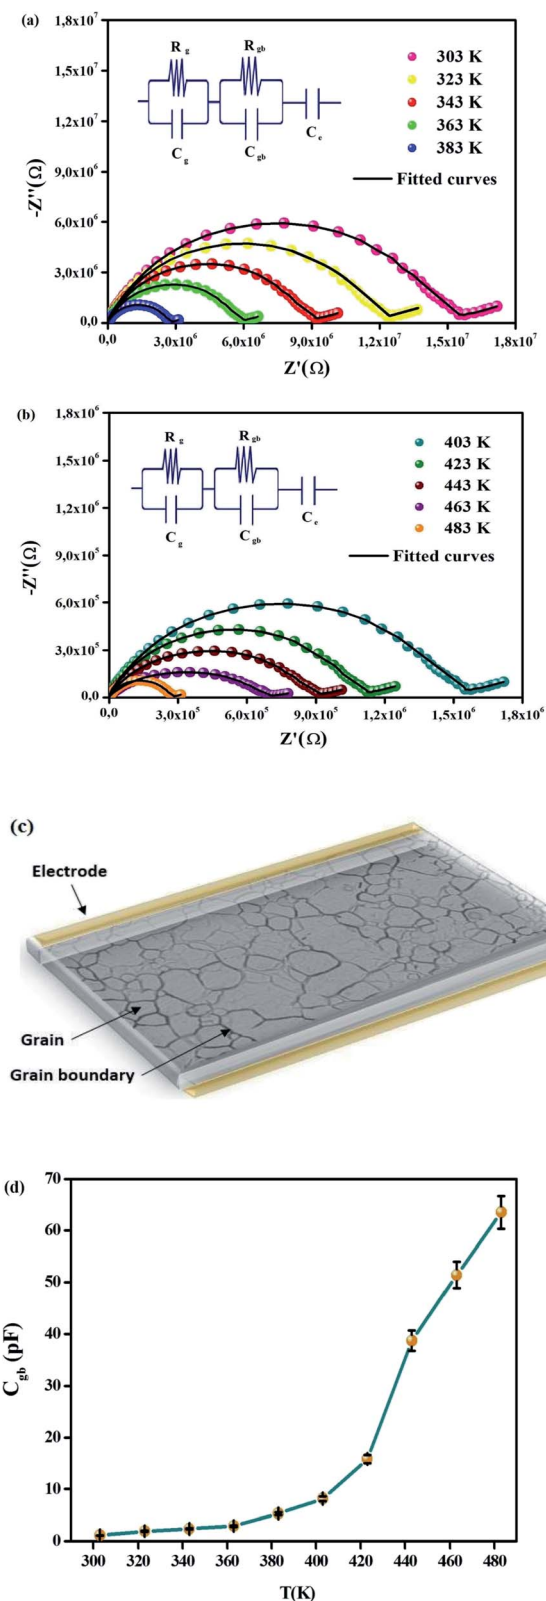 (a)
1,8x10⁷
1,5x10⁷
1,2x10⁷
9,0x10⁶
6,0x10⁶
3,0x10⁶
0,0
-Z''(Ω)
R g
R gb
C g
C gb
C e
303 K
323 K
343 K
363 K
383 K
Fitted curves
0,0
3,0x10⁶
6,0x10⁶
9,0x10⁶
1,2x10⁷
1,5x10⁷
1,8x10⁷
Z'(Ω)
(b)
1,8x10⁶
1,5x10⁶
1,2x10⁶
9,0x10⁵
6,0x10⁵
3,0x10⁵
0,0
-Z''(Ω)
R g
R gb
C g
C gb
C e
403 K
423 K
443 K
463 K
483 K
Fitted curves
0,0
3,0x10⁵
6,0x10⁵
9,0x10⁵
1,2x10⁶
1,5x10⁶
1,8x10⁶
Z'(Ω)
(c)
Electrode
Grain
Grain boundary
(d)
70
60
50
40
30
20
10
0
C gb (pF)
300
320
340
360
380
400
420
440
460
480
T(K)